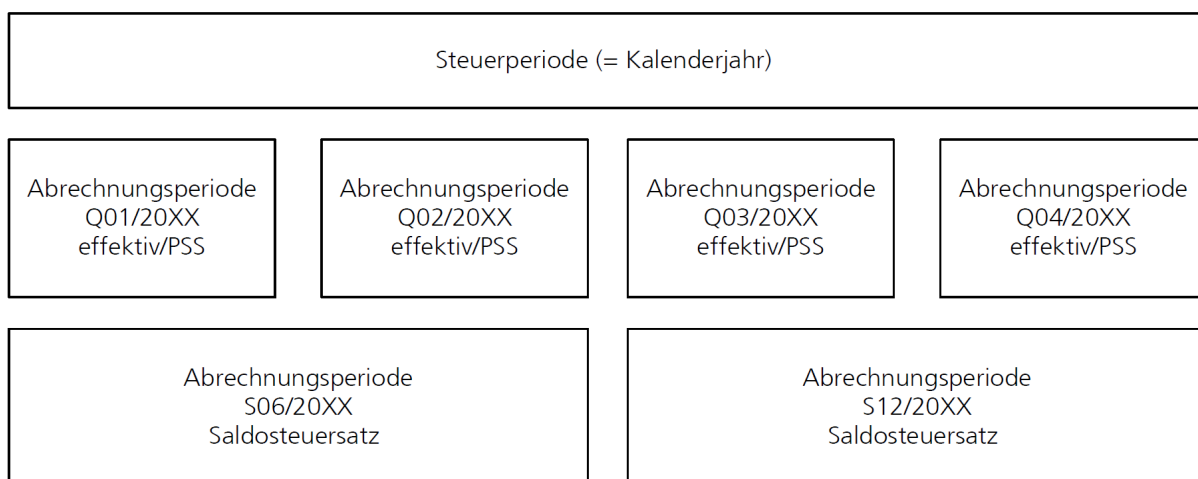 Steuerperiode (= Kalenderjahr)
Abrechnungsperiode
Q01/20XX
effektiv/PSS
Abrechnungsperiode
Q02/20XX
effektiv/PSS
Abrechnungsperiode
Q03/20XX
effektiv/PSS
Abrechnungsperiode
Q04/20XX
effektiv/PSS
Abrechnungsperiode
S06/20XX
Saldosteuersatz
Abrechnungsperiode
S12/20XX
Saldosteuersatz